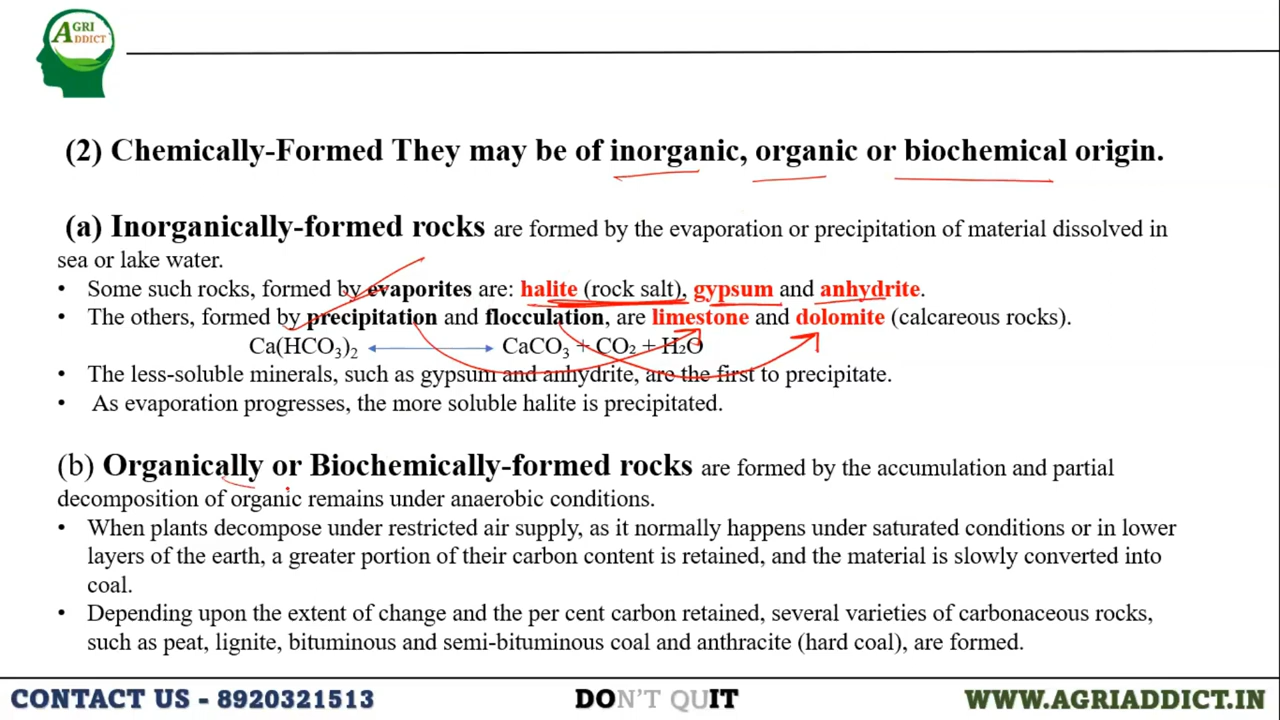 AGRI
ADDICT
(2) Chemically-Formed They may be of inorganic, organic or biochemical origin.
(a) Inorganically-formed rocks are formed by the evaporation or precipitation of material dissolved in
sea or lake water.
• Some such rocks, formed by evaporites are: halite (rock salt), gypsum and anhydrite.
• The others, formed by precipitation and flocculation, are limestone and dolomite (calcareous rocks).
Ca(HCO₃)₂ ⟷ CaCO₃ + CO₂ + H₂O
• The less-soluble minerals, such as gypsum and anhydrite, are the first to precipitate.
• As evaporation progresses, the more soluble halite is precipitated.
(b) Organically or Biochemically-formed rocks are formed by the accumulation and partial
decomposition of organic remains under anaerobic conditions.
• When plants decompose under restricted air supply, as it normally happens under saturated conditions or in lower
layers of the earth, a greater portion of their carbon content is retained, and the material is slowly converted into
coal.
• Depending upon the extent of change and the per cent carbon retained, several varieties of carbonaceous rocks,
such as peat, lignite, bituminous and semi-bituminous coal and anthracite (hard coal), are formed.
CONTACT US - 8920321513 DON'T QUIT WWW.AGRIADDICT.IN